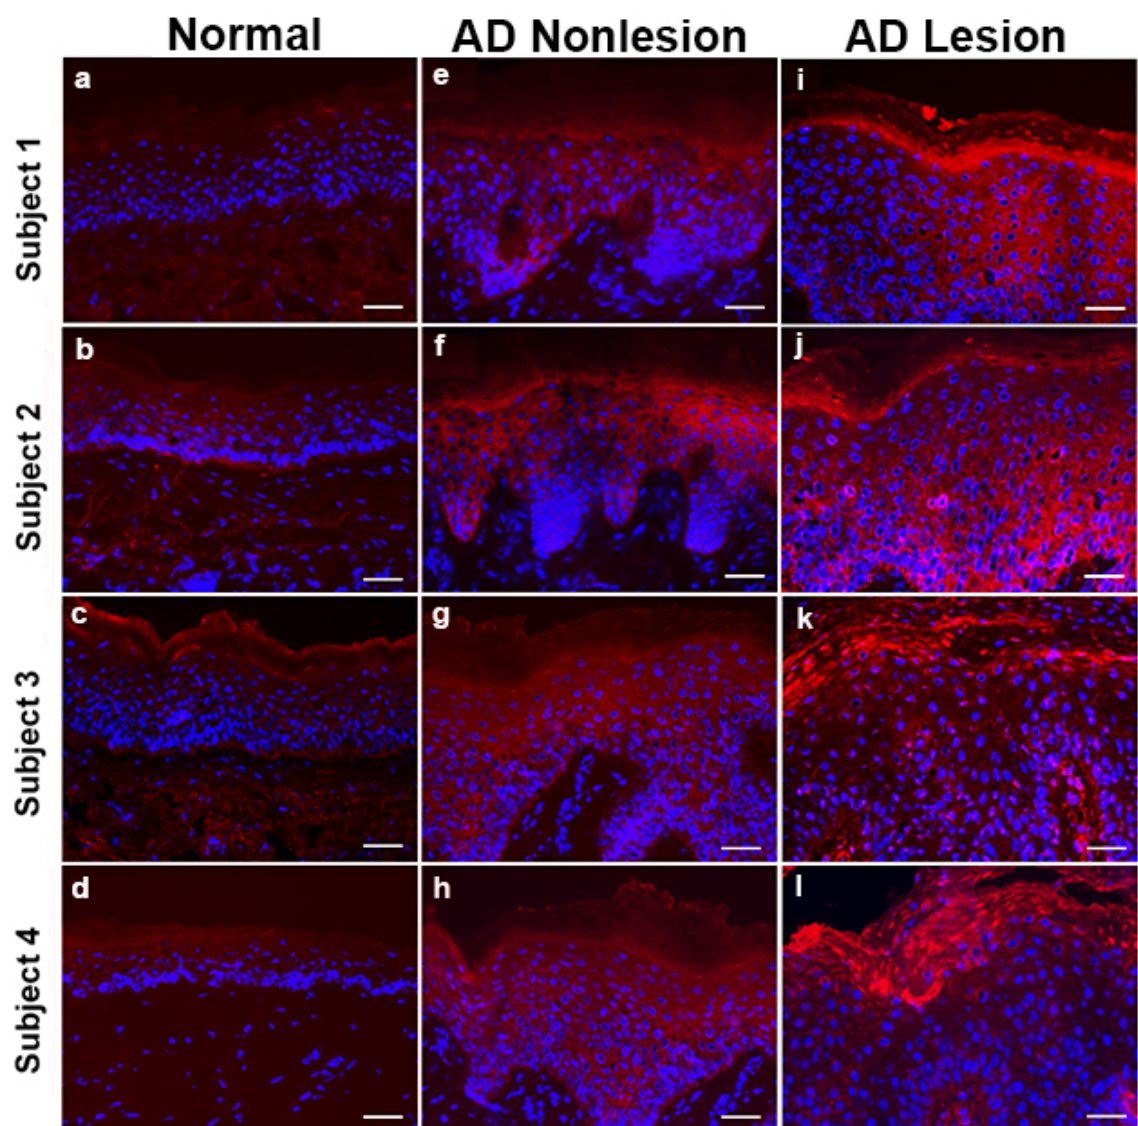 Normal AD Nonlesion AD Lesion
Subject 1
a e i
Subject 2
b f j
Subject 3
c g k
Subject 4
d h l